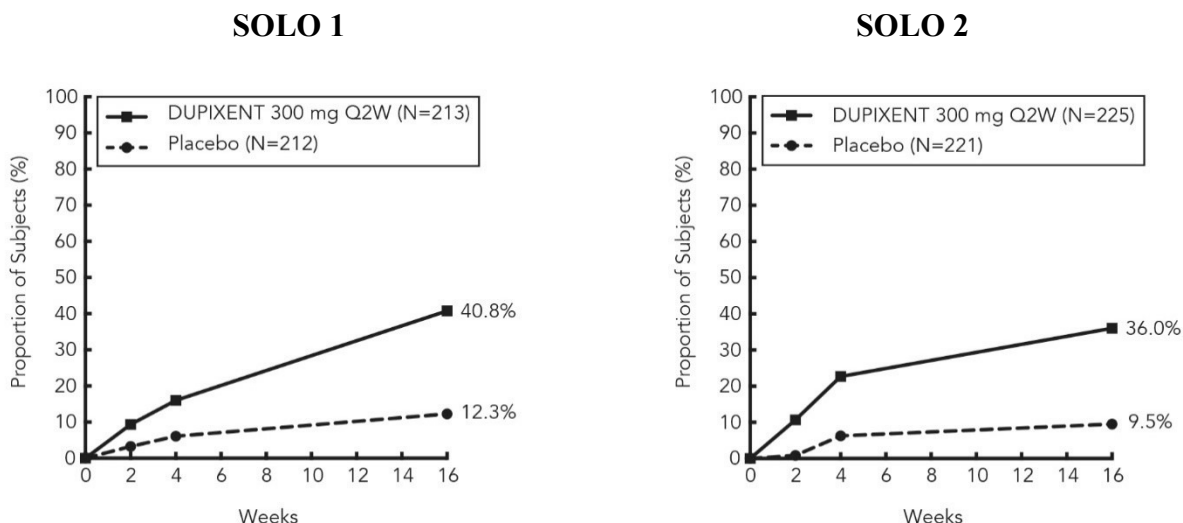 SOLO 1
DUPIXENT 300 mg Q2W (N=213)
Placebo (N=212)
Proportion of Subjects (%)
100
90
80
70
60
50
40
30
20
10
0
40.8%
12.3%
0 2 4 6 8 10 12 14 16
Weeks
SOLO 2
DUPIXENT 300 mg Q2W (N=225)
Placebo (N=221)
Proportion of Subjects (%)
100
90
80
70
60
50
40
30
20
10
0
36.0%
9.5%
0 2 4 6 8 10 12 14 16
Weeks